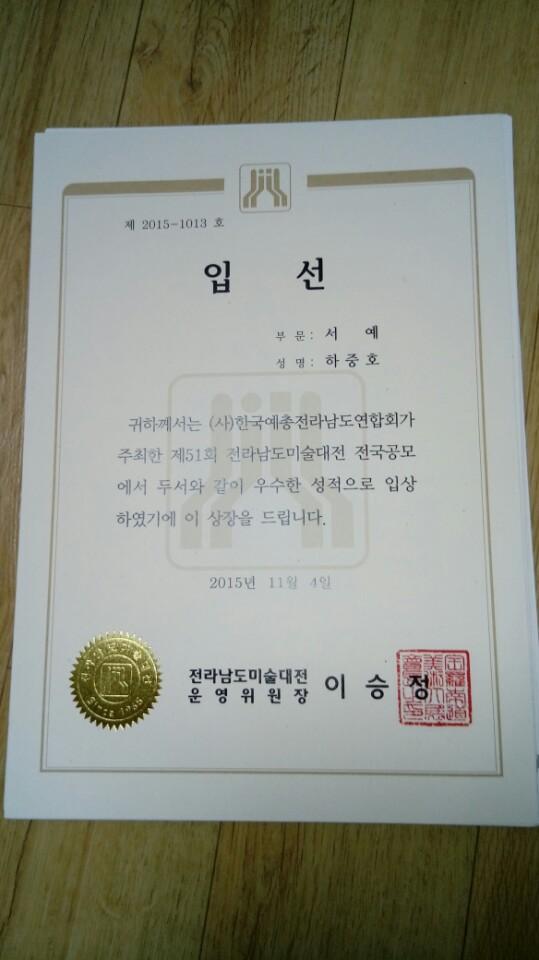 제 2015-1013 호
입 선
부 문 : 서 예
성 명 : 하 중 호
귀하께서는 (사)한국예총전라남도연합회가
주최한 제51회 전라남도미술대전 전국공모
에서 두서와 같이 우수한 성적으로 입상
하였기에 이 상장을 드립니다.
2015년 11월 4일
전라남도미술대전
운 영 위 원 장 이 승 정